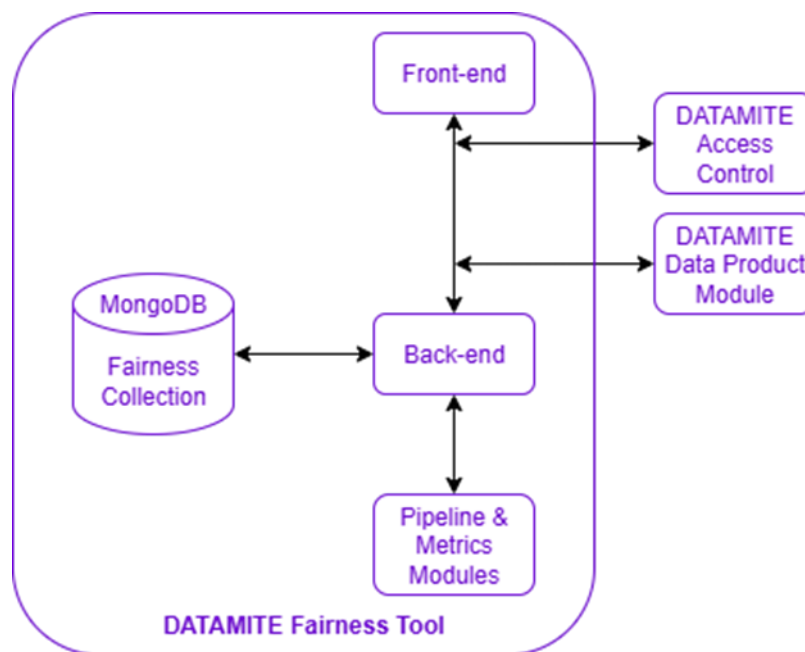 Front-end
DATAMITE
Access
Control
DATAMITE
Data Product
Module
MongoDB
Fairness
Collection
Back-end
Pipeline &
Metrics
Modules
DATAMITE Fairness Tool